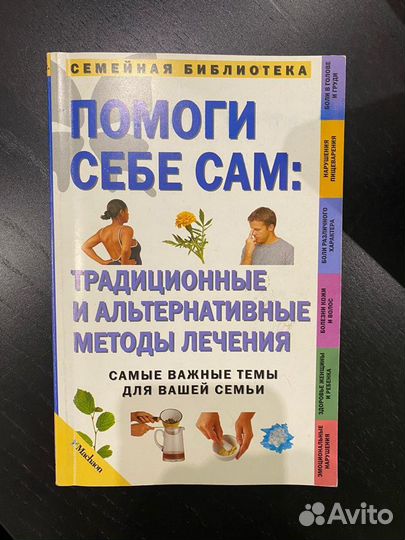 СЕМЕЙНАЯ БИБЛИОТЕКА
ПОМОГИ
СЕБЕ САМ:
ТРАДИЦИОННЫЕ
И АЛЬТЕРНАТИВНЫЕ
МЕТОДЫ ЛЕЧЕНИЯ
САМЫЕ ВАЖНЫЕ ТЕМЫ
ДЛЯ ВАШЕЙ СЕМЬИ
БОЛИ В ГОЛОВЕ
И ГРУДИ
НАРУШЕНИЯ
ПИЩЕВАРЕНИЯ
БОЛИ РАЗЛИЧНОГО
ХАРАКТЕРА
БОЛЕЗНИ КОЖИ
И ВОЛОС
ЗДОРОВЬЕ ЖЕНЩИНЫ
И РЕБЕНКА
ЭМОЦИОНАЛЬНЫЕ
НАРУШЕНИЯ
Machaon
Avito